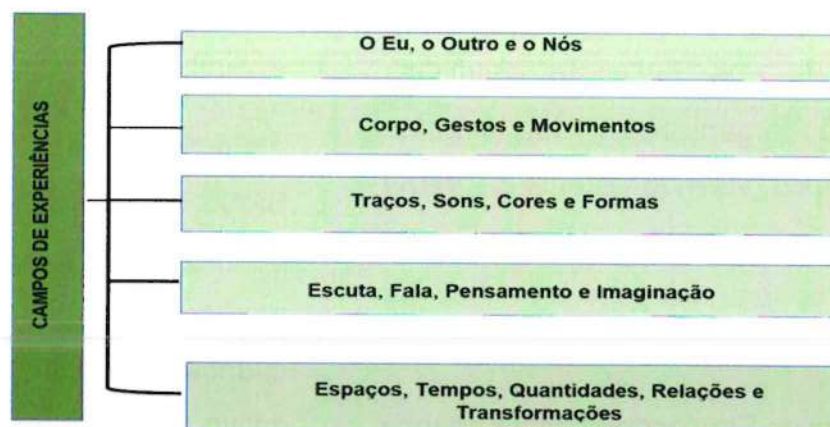 CAMPOS DE EXPERIÊNCIAS
O Eu, o Outro e o Nós
Corpo, Gestos e Movimentos
Traços, Sons, Cores e Formas
Escuta, Fala, Pensamento e Imaginação
Espaços, Tempos, Quantidades, Relações e
Transformações